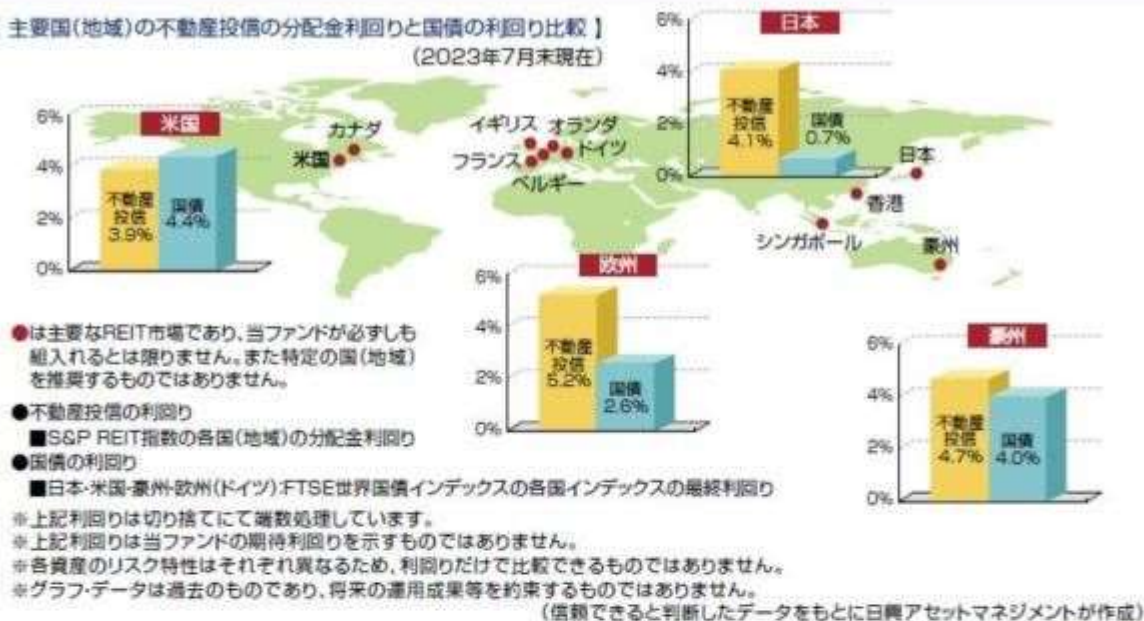 主要国(地域)の不動産投信の分配金利回りと国債の利回り比較 】
(2023年7月末現在)
日本
6%
4%
2%
0%
不動産
投信
4.1%
国債
0.7%
米国
6%
4%
2%
0%
不動産
投信
3.9%
国債
4.4%
カナダ
米国
イギリス
オランダ
フランス
ドイツ
ベルギー
日本
香港
シンガポール
豪州
欧州
6%
4%
2%
0%
不動産
投信
5.2%
国債
2.6%
豪州
6%
4%
2%
0%
不動産
投信
4.7%
国債
4.0%
●は主要なREIT市場であり、当ファンドが必ずしも
組入れるとは限りません。また特定の国(地域)
を推奨するものではありません。
●不動産投信の利回り
■S&P REIT指数の各国(地域)の分配金利回り
●国債の利回り
■日本・米国・豪州・欧州(ドイツ):FTSE世界国債インデックスの各国インデックスの最終利回り
※上記利回りは切り捨てにて端数処理しています。
※上記利回りは当ファンドの期待利回りを示すものではありません。
※各資産のリスク特性はそれぞれ異なるため、利回りだけで比較できるものではありません。
※グラフ・データは過去のものであり、将来の運用成果等を約束するものではありません。
(信頼できると判断したデータをもとに日興アセットマネジメントが作成)